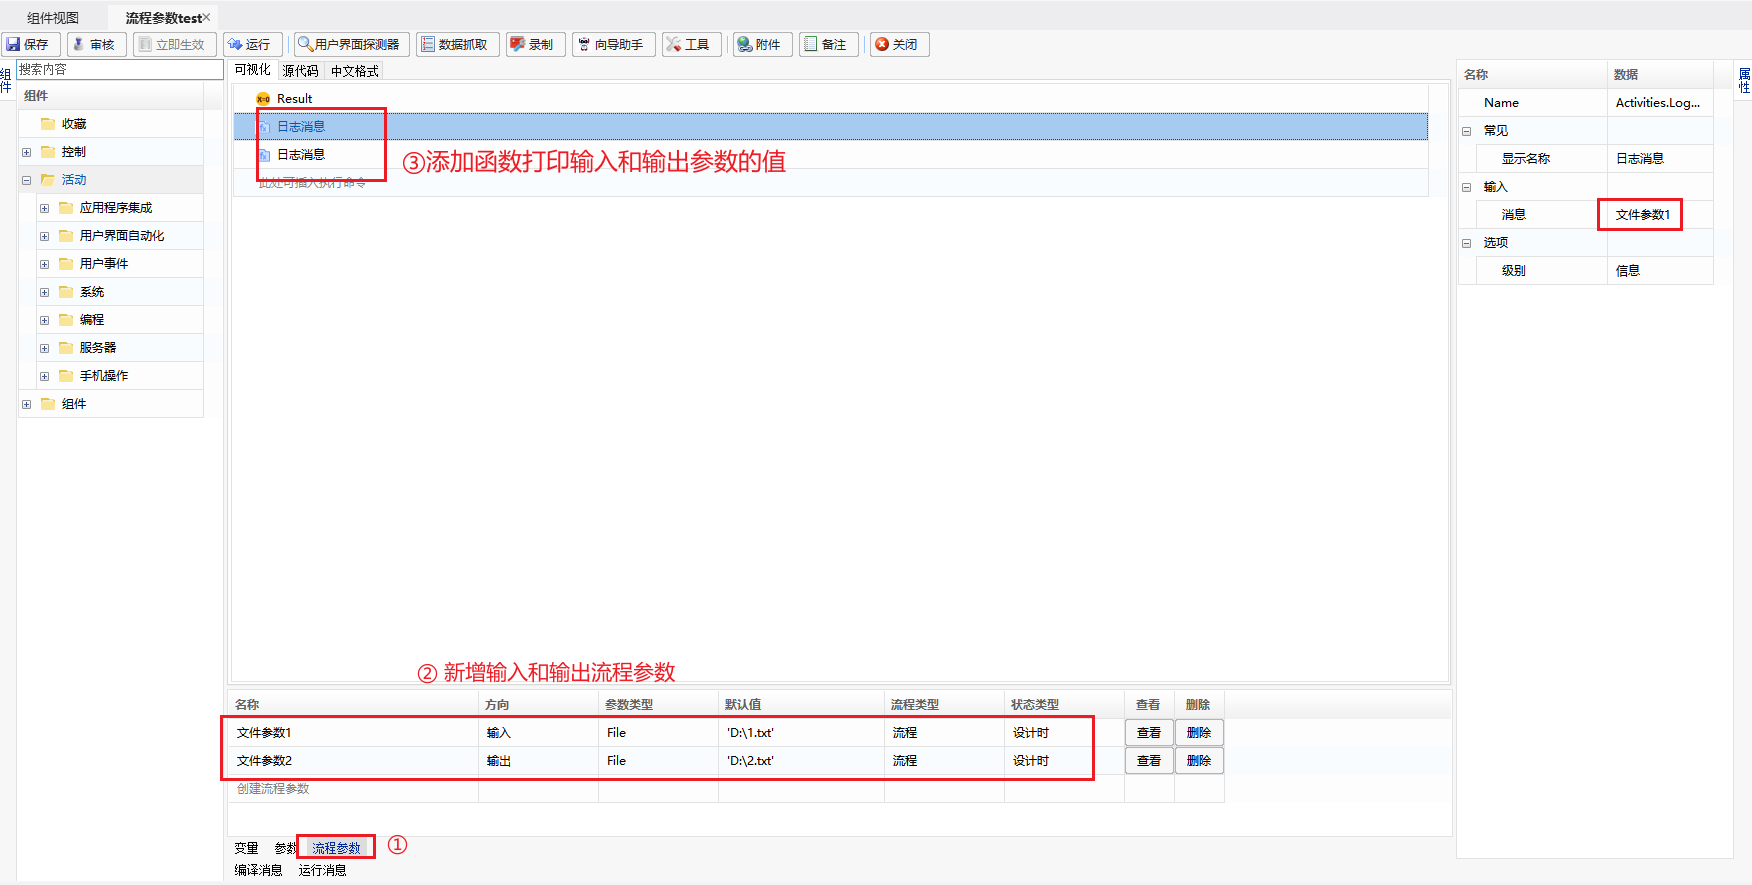 组件视图 流程参数test×
保存 审核 立即生效 运行 用户界面探测器 数据抓取 录制 向导助手 工具 附件 备注 关闭
组件
搜索内容
组件
收藏
控制
活动
应用程序集成
用户界面自动化
用户事件
系统
编程
服务器
手机操作
组件
可视化 源代码 中文格式
Result
日志消息
日志消息
此处可插入执行命令
③添加函数打印输入和输出参数的值
② 新增输入和输出流程参数
名称 方向 参数类型 默认值 流程类型 状态类型 查看 删除
文件参数1 输入 File 'D:\1.txt' 流程 设计时 查看 删除
文件参数2 输出 File 'D:\2.txt' 流程 设计时 查看 删除
创建流程参数
变量 参数 流程参数 ①
编译消息 运行消息
名称 数据
Name Activities.Log...
常见
显示名称 日志消息
输入
消息 文件参数1
选项
级别 信息
属性